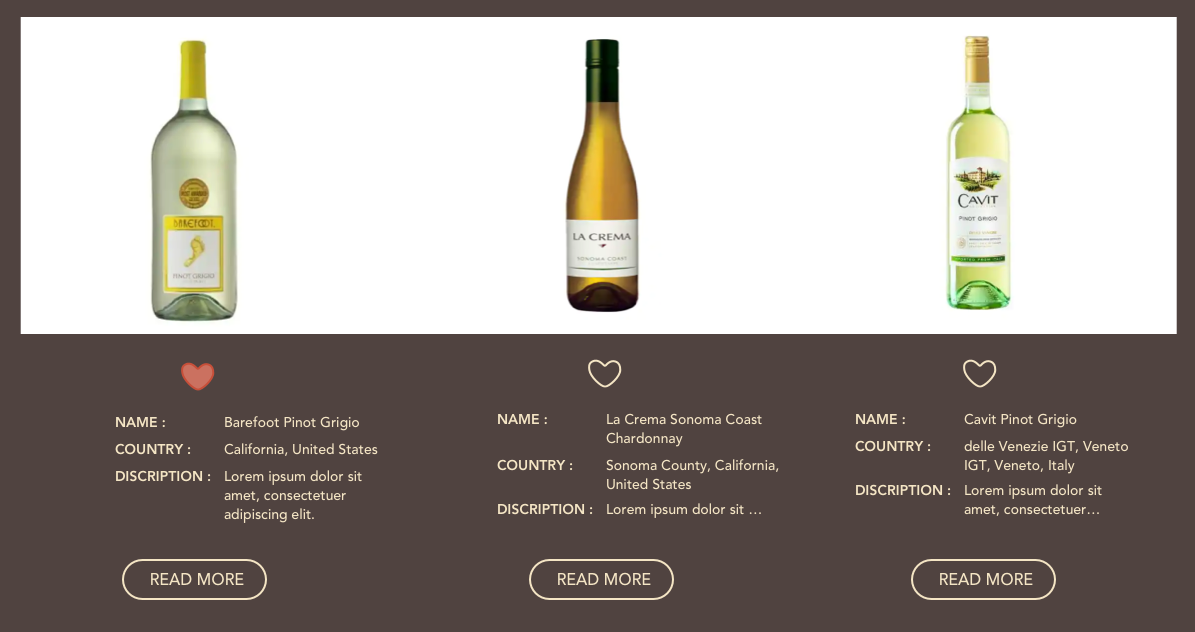 BAREFOOT
PINOT GRIGIO
LA CREMA
SONOMA COAST
CAVIT
PINOT GRIGIO
NAME :
Barefoot Pinot Grigio
COUNTRY :
California, United States
DISCRIPTION :
Lorem ipsum dolor sit
amet, consectetuer
adipiscing elit.
READ MORE
NAME :
La Crema Sonoma Coast
Chardonnay
COUNTRY :
Sonoma County, California,
United States
DISCRIPTION :
Lorem ipsum dolor sit ...
READ MORE
NAME :
Cavit Pinot Grigio
COUNTRY :
delle Venezie IGT, Veneto
IGT, Veneto, Italy
DISCRIPTION :
Lorem ipsum dolor sit
amet, consectetuer...
READ MORE